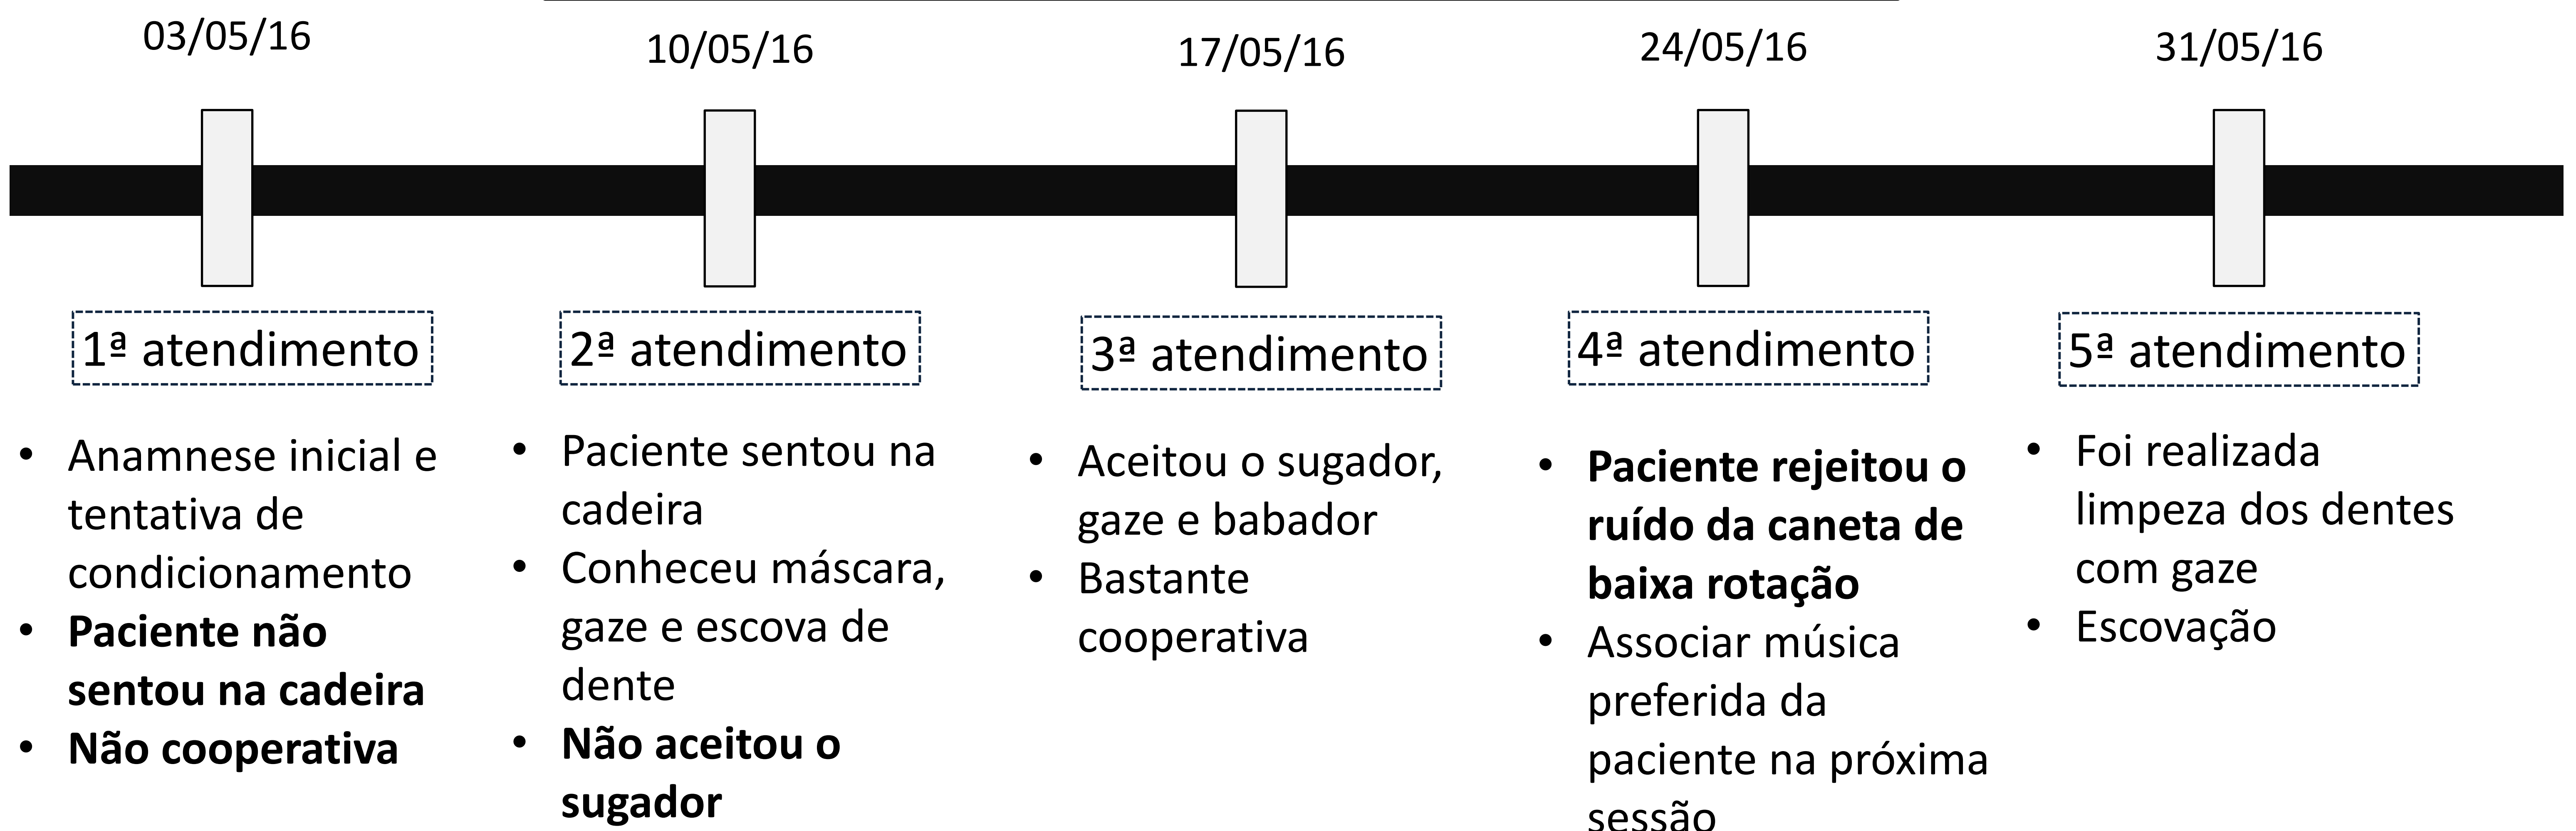 03/05/16
10/05/16
17/05/16
24/05/16
31/05/16
1ª atendimento
• Anamnese inicial e
tentativa de
condicionamento
• Paciente não
sentou na cadeira
• Não cooperativa
2ª atendimento
• Paciente sentou na
cadeira
• Conheceu máscara,
gaze e escova de
dente
• Não aceitou o
sugador
3ª atendimento
• Aceitou o sugador,
gaze e babador
• Bastante
cooperativa
4ª atendimento
• Paciente rejeitou o
ruído da caneta de
baixa rotação
• Associar música
preferida da
paciente na próxima
sessão
5ª atendimento
• Foi realizada
limpeza dos dentes
com gaze
• Escovação